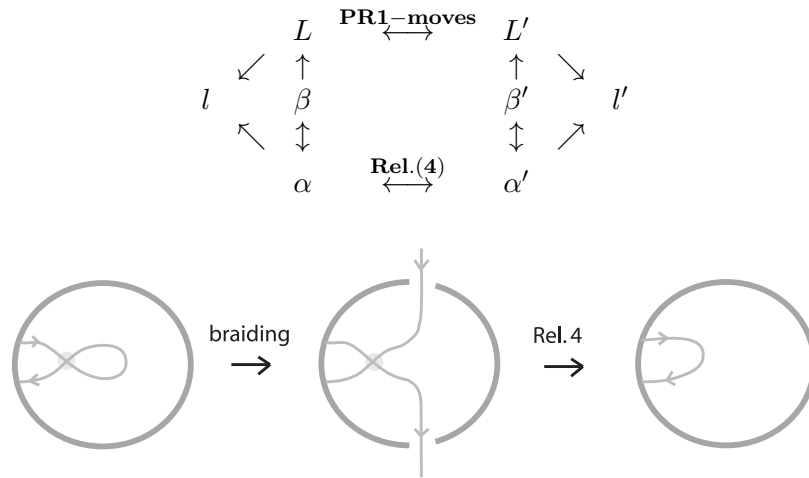 PR1−moves
L ⟷ L′
↙ ↑ ↑ ↘
l β β′ l′
↖ ↕ ↕ ↗
Rel.(4)
α ⟷ α′
braiding Rel. 4
→ →